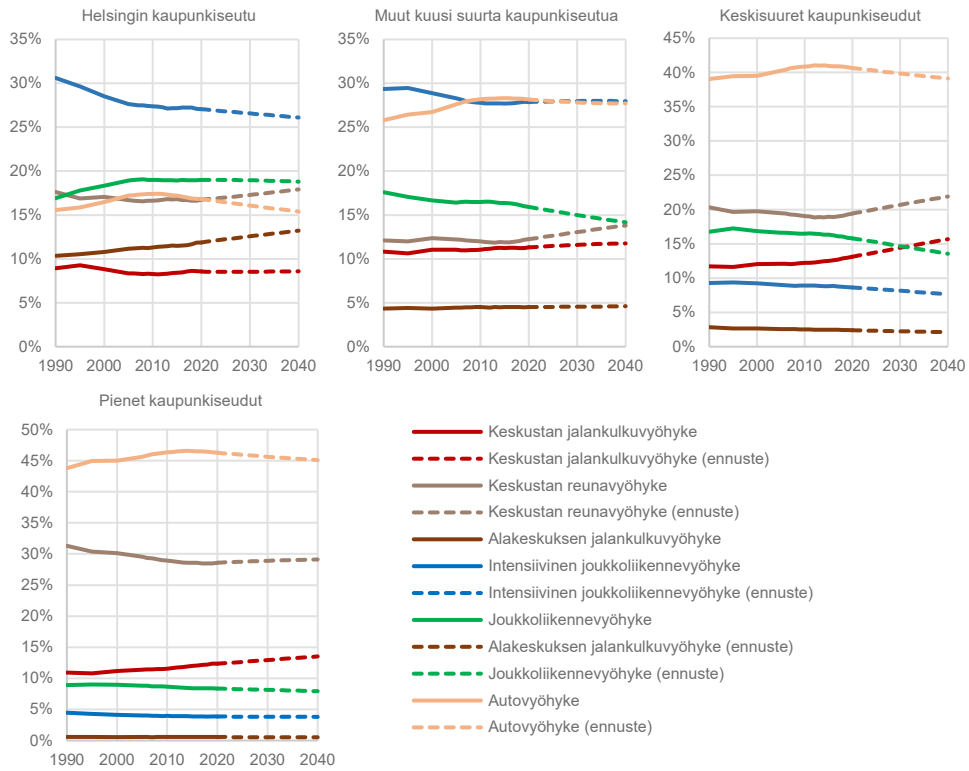 Helsingin kaupunkiseutu
35%
30%
25%
20%
15%
10%
5%
0%
1990 2000 2010 2020 2030 2040
Muut kuusi suurta kaupunkiseutua
35%
30%
25%
20%
15%
10%
5%
0%
1990 2000 2010 2020 2030 2040
Keskisuuret kaupunkiseudut
45%
40%
35%
30%
25%
20%
15%
10%
5%
0%
1990 2000 2010 2020 2030 2040
Pienet kaupunkiseudut
50%
45%
40%
35%
30%
25%
20%
15%
10%
5%
0%
1990 2000 2010 2020 2030 2040
Keskustan jalankulkuvyöhyke
Keskustan jalankulkuvyöhyke (ennuste)
Keskustan reunavyöhyke
Keskustan reunavyöhyke (ennuste)
Alakeskuksen jalankulkuvyöhyke
Intensiivinen joukkoliikennevyöhyke
Intensiivinen joukkoliikennevyöhyke (ennuste)
Joukkoliikennevyöhyke
Alakeskuksen jalankulkuvyöhyke (ennuste)
Joukkoliikennevyöhyke (ennuste)
Autovyöhyke
Autovyöhyke (ennuste)